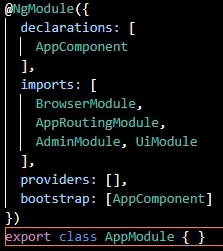 @NgModule({
  declarations: [
    AppComponent
  ],
  imports: [
    BrowserModule,
    AppRoutingModule,
    AdminModule, UiModule
  ],
  providers: [],
  bootstrap: [AppComponent]
})
export class AppModule { }